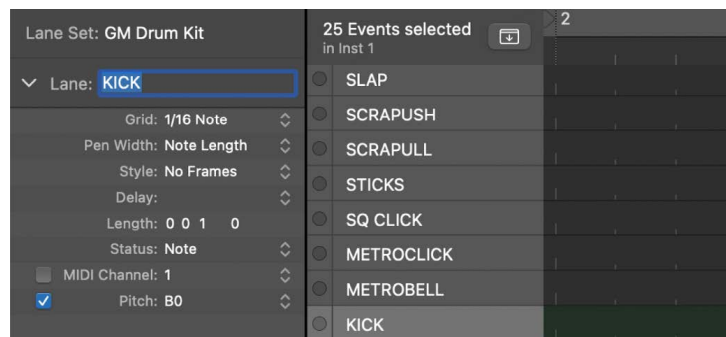 Lane Set: GM Drum Kit
Lane: KICK
Grid: 1/16 Note
Pen Width: Note Length
Style: No Frames
Delay:
Length: 0 0 1 0
Status: Note
MIDI Channel: 1
Pitch: B0
25 Events selected
in Inst 1
SLAP
SCRAPUSH
SCRAPULL
STICKS
SQ CLICK
METROCLICK
METROBELL
KICK
2